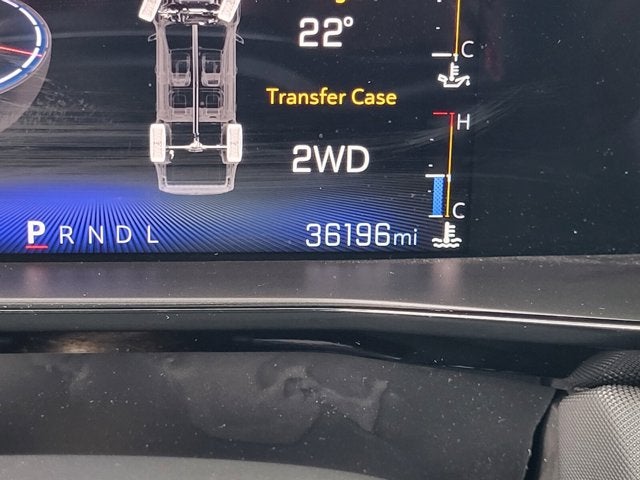 22°
C
Transfer Case
H
2WD
C
P R N D L
36196mi